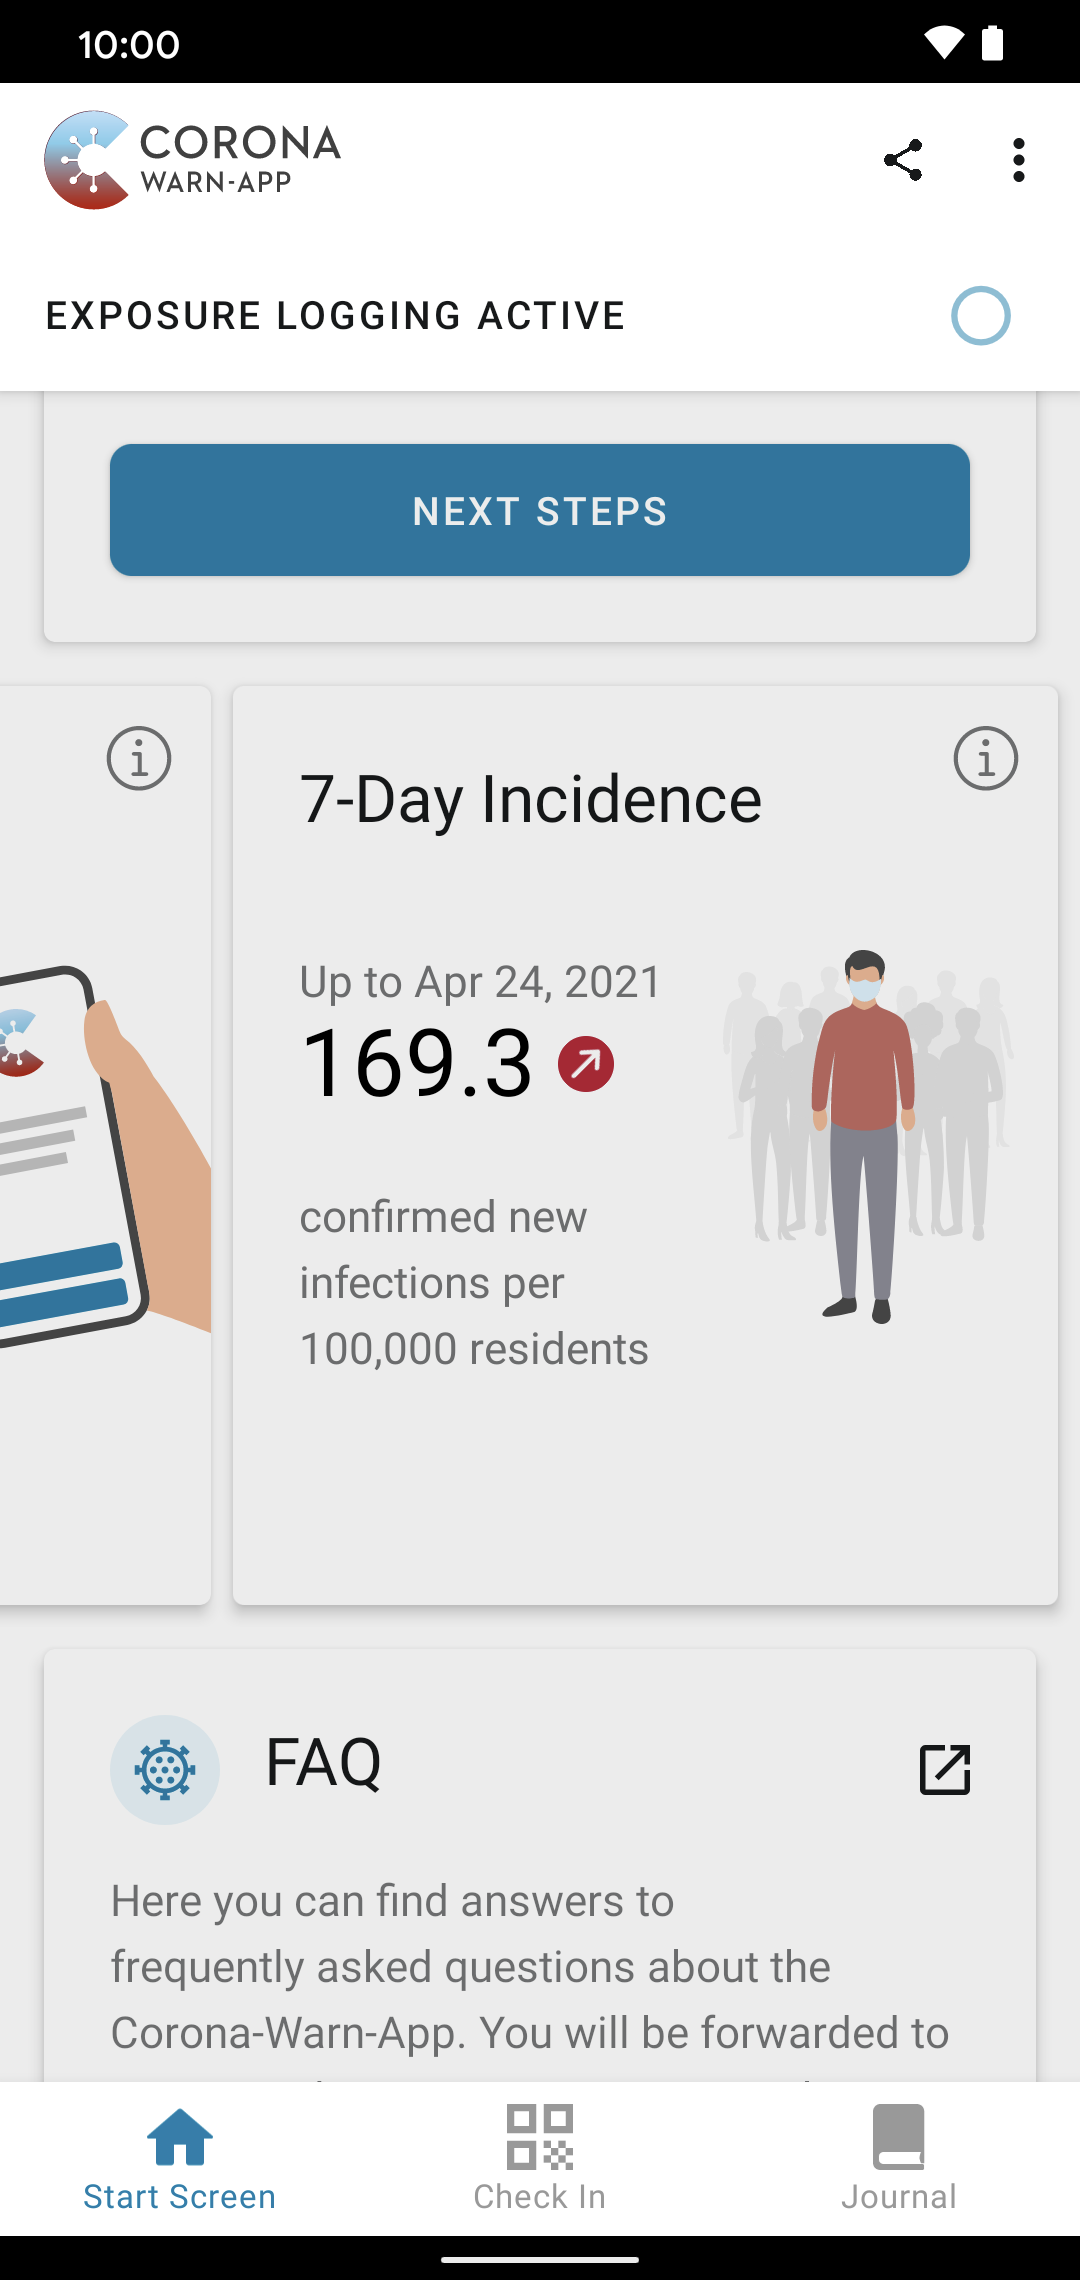 10:00
CORONA
WARN-APP
EXPOSURE LOGGING ACTIVE
NEXT STEPS
7-Day Incidence
Up to Apr 24, 2021
169.3
confirmed new
infections per
100,000 residents
FAQ
Here you can find answers to
frequently asked questions about the
Corona-Warn-App. You will be forwarded to
Start Screen
Check In
Journal